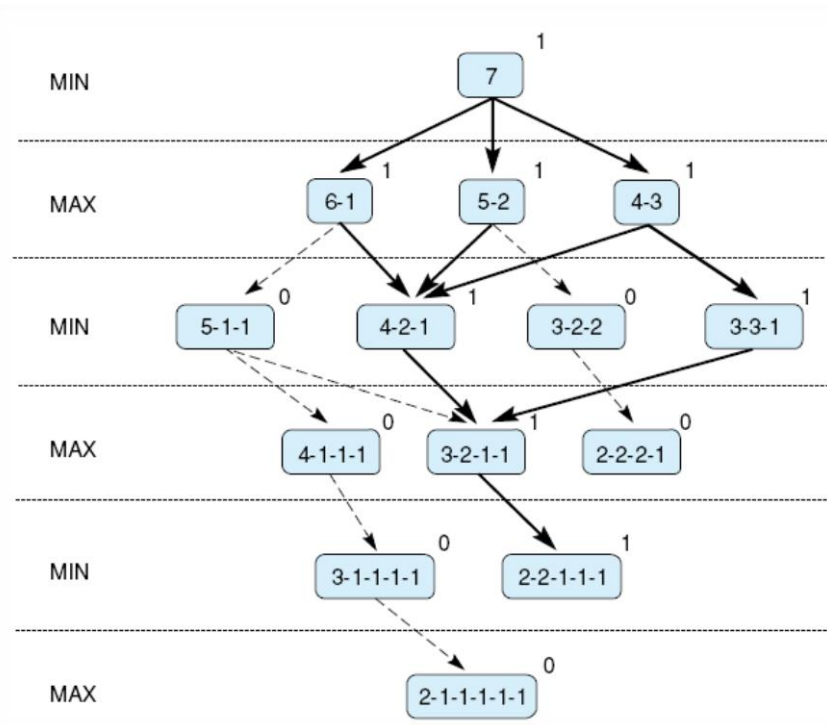 1
MIN 7
1 1 1
MAX 6-1 5-2 4-3
0 1 0 1
MIN 5-1-1 4-2-1 3-2-2 3-3-1
0 1 0
MAX 4-1-1-1 3-2-1-1 2-2-2-1
0 1
MIN 3-1-1-1-1 2-2-1-1-1
0
MAX 2-1-1-1-1-1